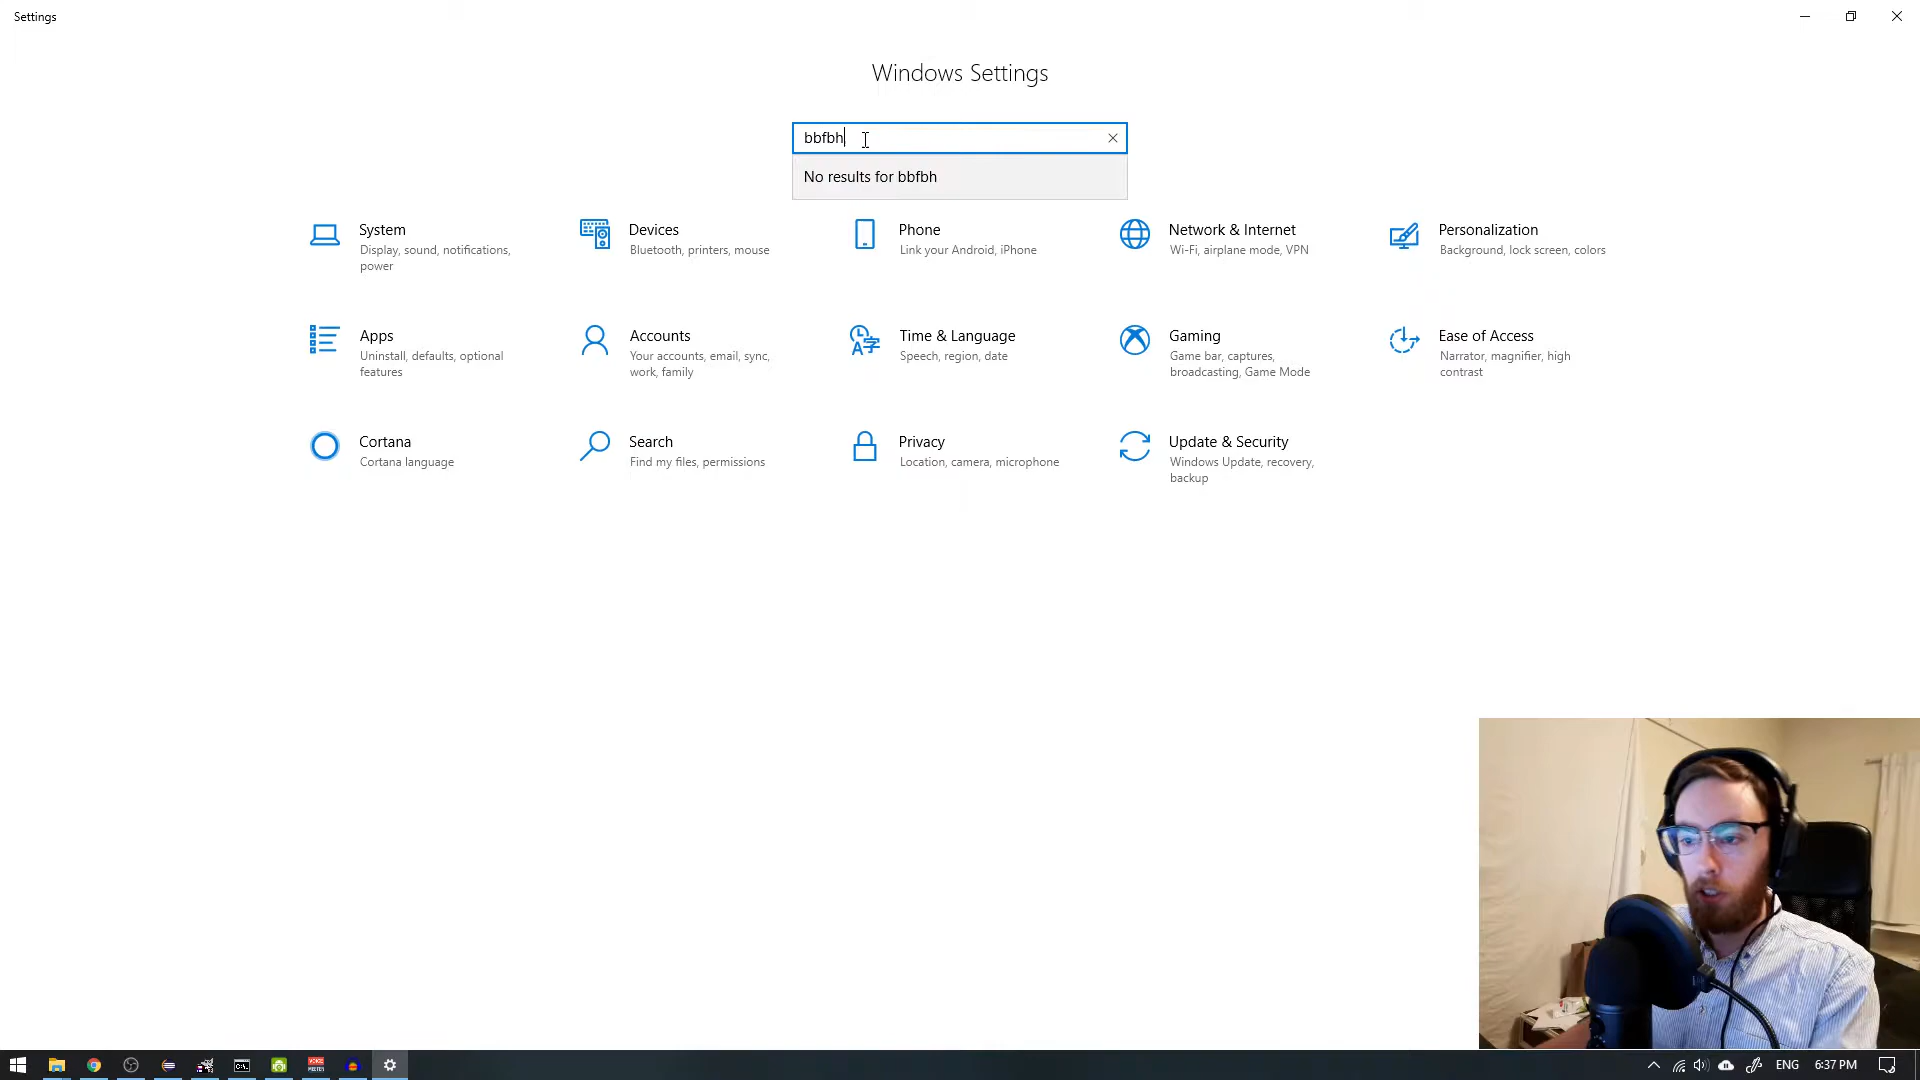 Settings
Windows Settings
bbfbh
No results for bbfbh
System
Display, sound, notifications,
power
Devices
Bluetooth, printers, mouse
Phone
Link your Android, iPhone
Network & Internet
Wi-Fi, airplane mode, VPN
Personalization
Background, lock screen, colors
Apps
Uninstall, defaults, optional
features
Accounts
Your accounts, email, sync,
work, family
Time & Language
Speech, region, date
Gaming
Game bar, captures,
broadcasting, Game Mode
Ease of Access
Narrator, magnifier, high
contrast
Cortana
Cortana language
Search
Find my files, permissions
Privacy
Location, camera, microphone
Update & Security
Windows Update, recovery,
backup
ENG
6:37 PM